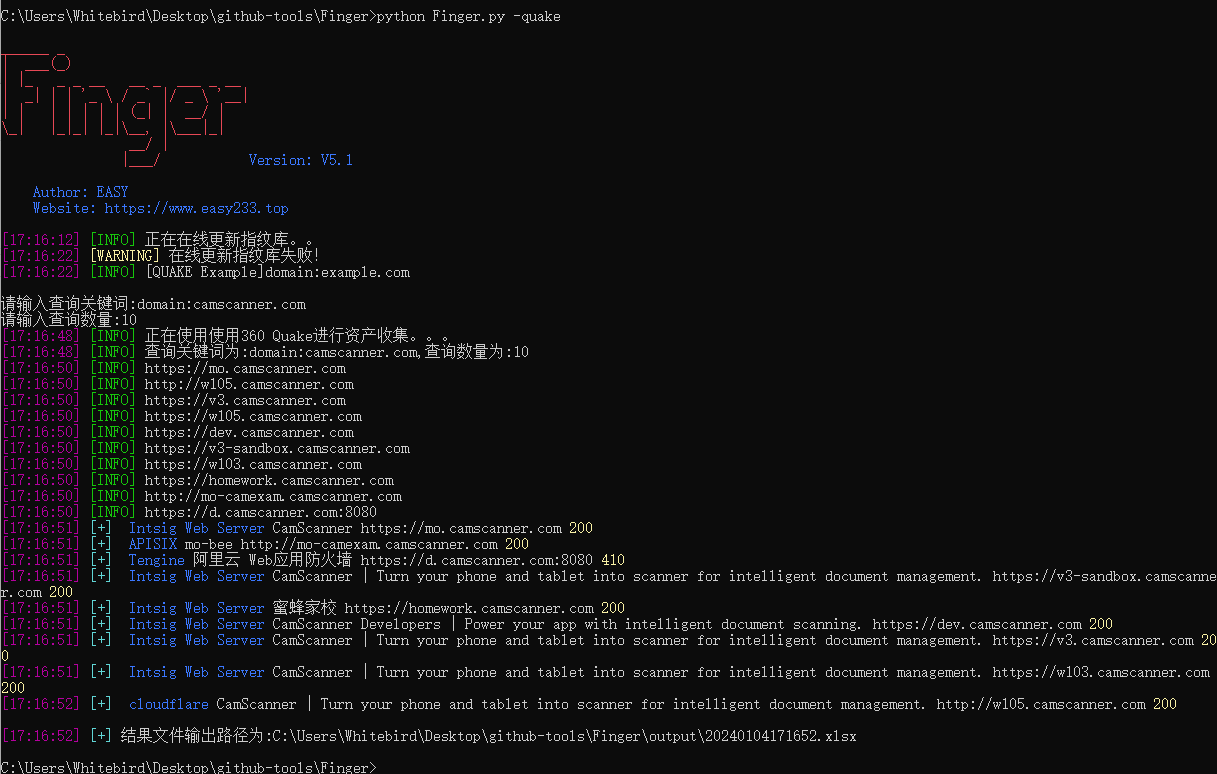 C:\Users\Whitebird\Desktop\github-tools\Finger>python Finger.py -quake
Finger
Version: V5.1
Author: EASY
Website: https://www.easy233.top
[17:16:12] [INFO] 正在在线更新指纹库。。
[17:16:22] [WARNING] 在线更新指纹库失败!
[17:16:22] [INFO] [QUAKE Example]domain:example.com
请输入查询关键词:domain:camscanner.com
请输入查询数量:10
[17:16:48] [INFO] 正在使用使用360 Quake进行资产收集。。。
[17:16:48] [INFO] 查询关键词为:domain:camscanner.com,查询数量为:10
[17:16:50] [INFO] https://mo.camscanner.com
[17:16:50] [INFO] http://w105.camscanner.com
[17:16:50] [INFO] https://v3.camscanner.com
[17:16:50] [INFO] https://w105.camscanner.com
[17:16:50] [INFO] https://dev.camscanner.com
[17:16:50] [INFO] https://v3-sandbox.camscanner.com
[17:16:50] [INFO] https://w103.camscanner.com
[17:16:50] [INFO] https://homework.camscanner.com
[17:16:50] [INFO] http://mo-camexam.camscanner.com
[17:16:50] [INFO] https://d.camscanner.com:8080
[17:16:51] [+] Intsig Web Server CamScanner https://mo.camscanner.com 200
[17:16:51] [+] APISIX mo-bee http://mo-camexam.camscanner.com 200
[17:16:51] [+] Tengine 阿里云 Web应用防火墙 https://d.camscanner.com:8080 410
[17:16:51] [+] Intsig Web Server CamScanner | Turn your phone and tablet into scanner for intelligent document management. https://v3-sandbox.camscanne
r.com 200
[17:16:51] [+] Intsig Web Server 蜜蜂家校 https://homework.camscanner.com 200
[17:16:51] [+] Intsig Web Server CamScanner Developers | Power your app with intelligent document scanning. https://dev.camscanner.com 200
[17:16:51] [+] Intsig Web Server CamScanner | Turn your phone and tablet into scanner for intelligent document management. https://v3.camscanner.com 20
0
[17:16:51] [+] Intsig Web Server CamScanner | Turn your phone and tablet into scanner for intelligent document management. https://w103.camscanner.com
200
[17:16:52] [+] cloudflare CamScanner | Turn your phone and tablet into scanner for intelligent document management. http://w105.camscanner.com 200
[17:16:52] [+] 结果文件输出路径为:C:\Users\Whitebird\Desktop\github-tools\Finger\output\20240104171652.xlsx
C:\Users\Whitebird\Desktop\github-tools\Finger>